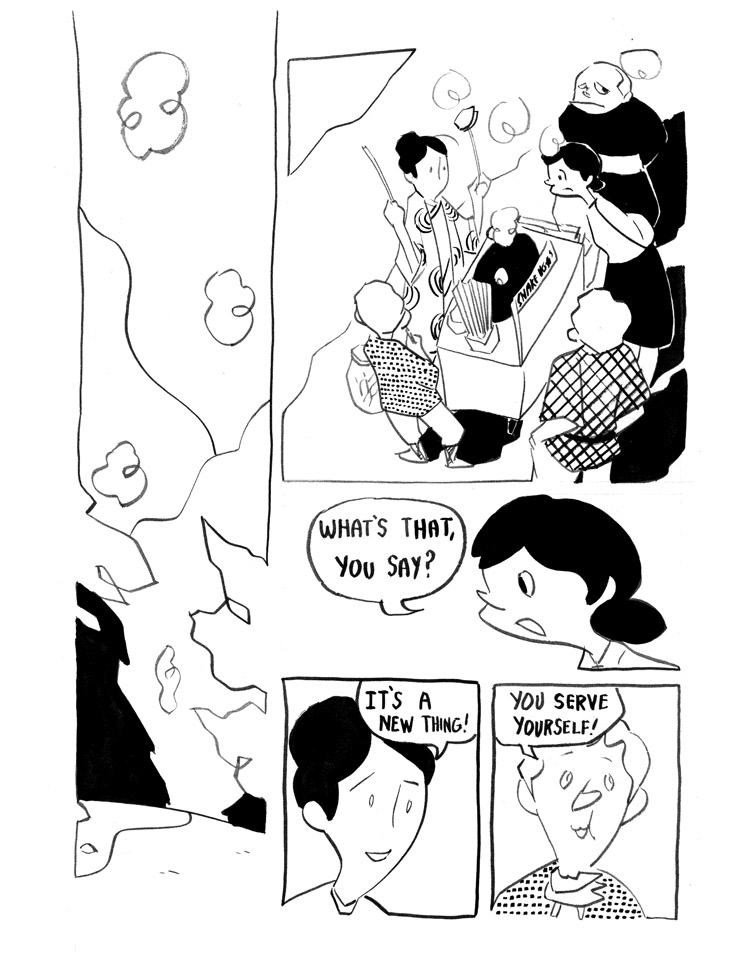 WHAT'S THAT,
YOU SAY?
IT'S A
NEW THING!
YOU SERVE
YOURSELF!